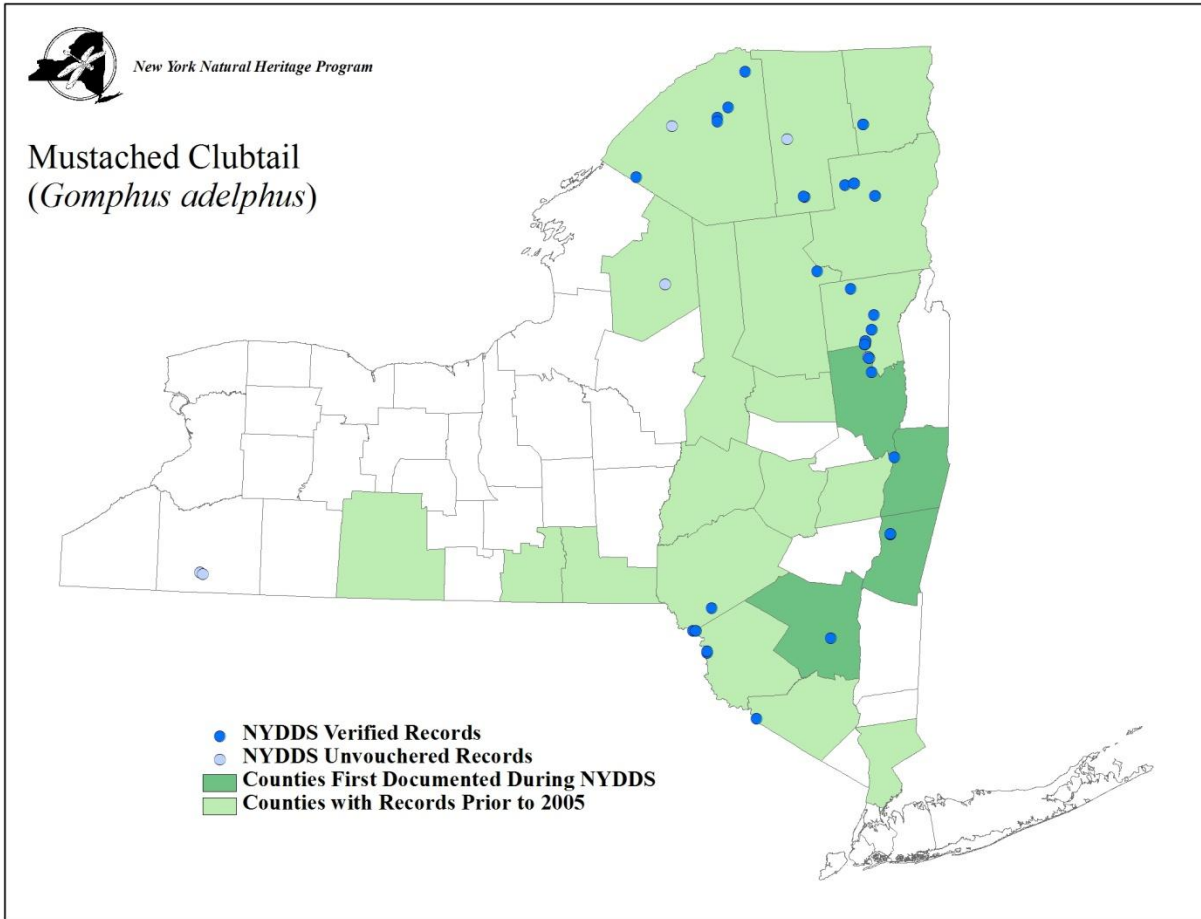 New York Natural Heritage Program
Mustached Clubtail
(Gomphus adelphus)
NYDDS Verified Records
NYDDS Unvouchered Records
Counties First Documented During NYDDS
Counties with Records Prior to 2005